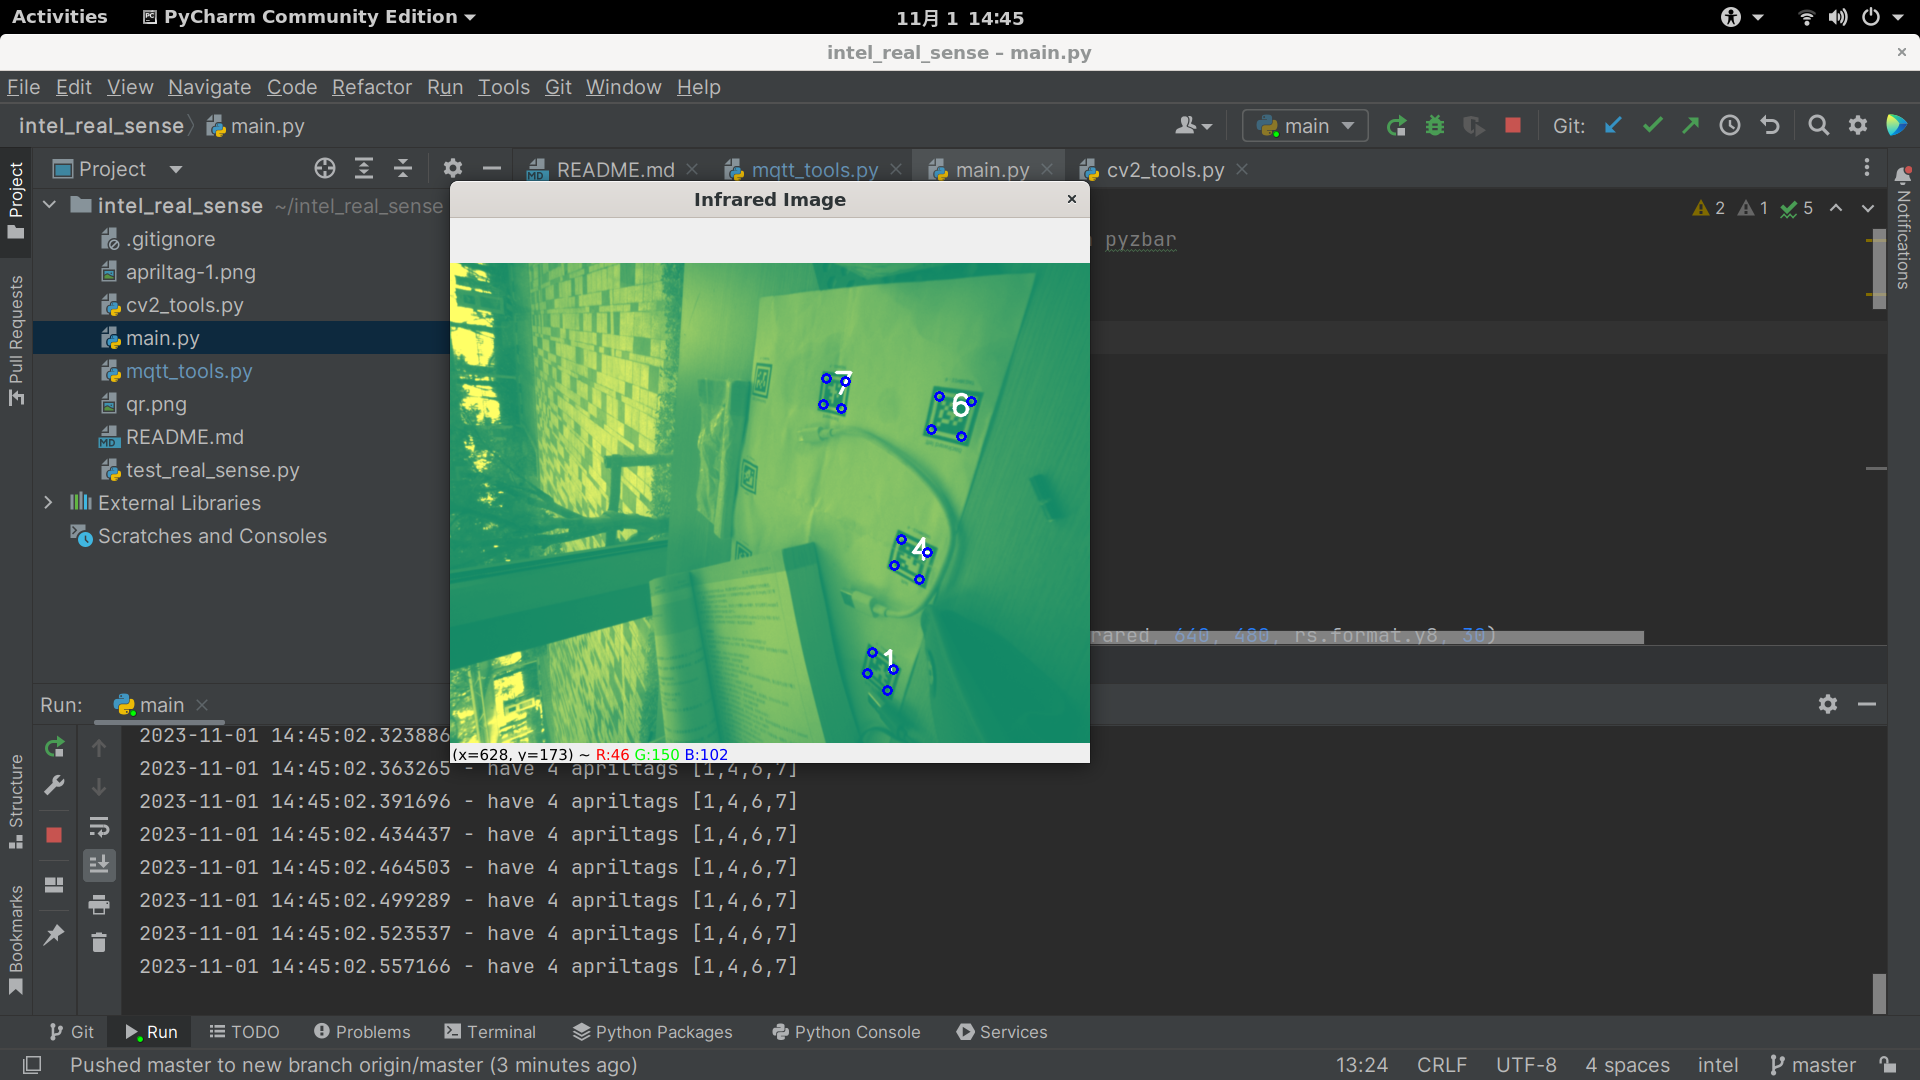 Activities
PyCharm Community Edition
11月 1 14:45
intel_real_sense – main.py
File Edit View Navigate Code Refactor Run Tools Git Window Help
intel_real_sense main.py
main
Git:
Project
README.md
mqtt_tools.py
main.py
cv2_tools.py
Project
Pull Requests
Structure
Bookmarks
Notifications
intel_real_sense ~/intel_real_sense
.gitignore
apriltag-1.png
cv2_tools.py
main.py
mqtt_tools.py
qr.png
README.md
test_real_sense.py
External Libraries
Scratches and Consoles
2 1 5
pyzbar
rared, 640, 480, rs.format.y8, 30)
Infrared Image
7
6
4
1
(x=628, y=173) ~ R:46 G:150 B:102
Run: main
2023-11-01 14:45:02.323886
2023-11-01 14:45:02.363265 - have 4 apriltags [1,4,6,7]
2023-11-01 14:45:02.391696 - have 4 apriltags [1,4,6,7]
2023-11-01 14:45:02.434437 - have 4 apriltags [1,4,6,7]
2023-11-01 14:45:02.464503 - have 4 apriltags [1,4,6,7]
2023-11-01 14:45:02.499289 - have 4 apriltags [1,4,6,7]
2023-11-01 14:45:02.523537 - have 4 apriltags [1,4,6,7]
2023-11-01 14:45:02.557166 - have 4 apriltags [1,4,6,7]
Git Run TODO Problems Terminal Python Packages Python Console Services
Pushed master to new branch origin/master (3 minutes ago)
13:24 CRLF UTF-8 4 spaces intel master